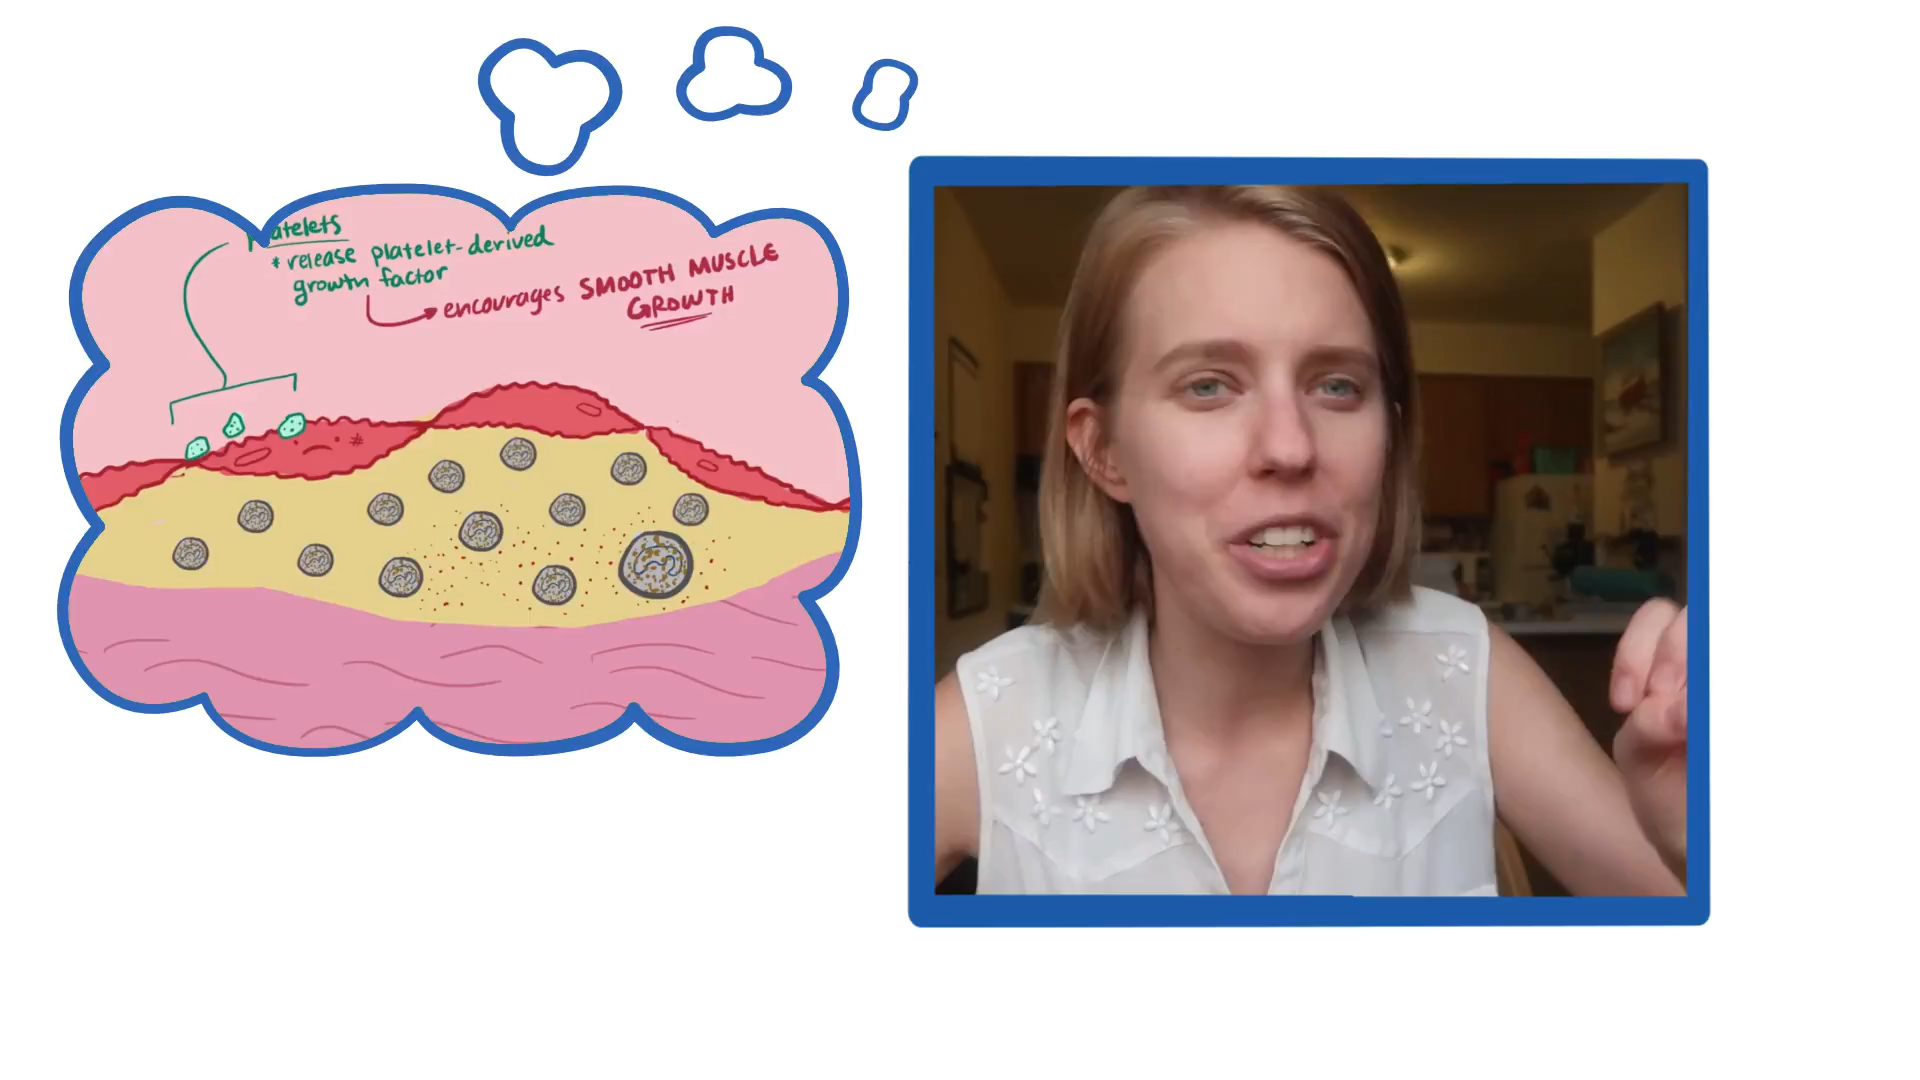 atelets
* release platelet-derived
growth factor
encourages SMOOTH MUSCLE
GROWTH